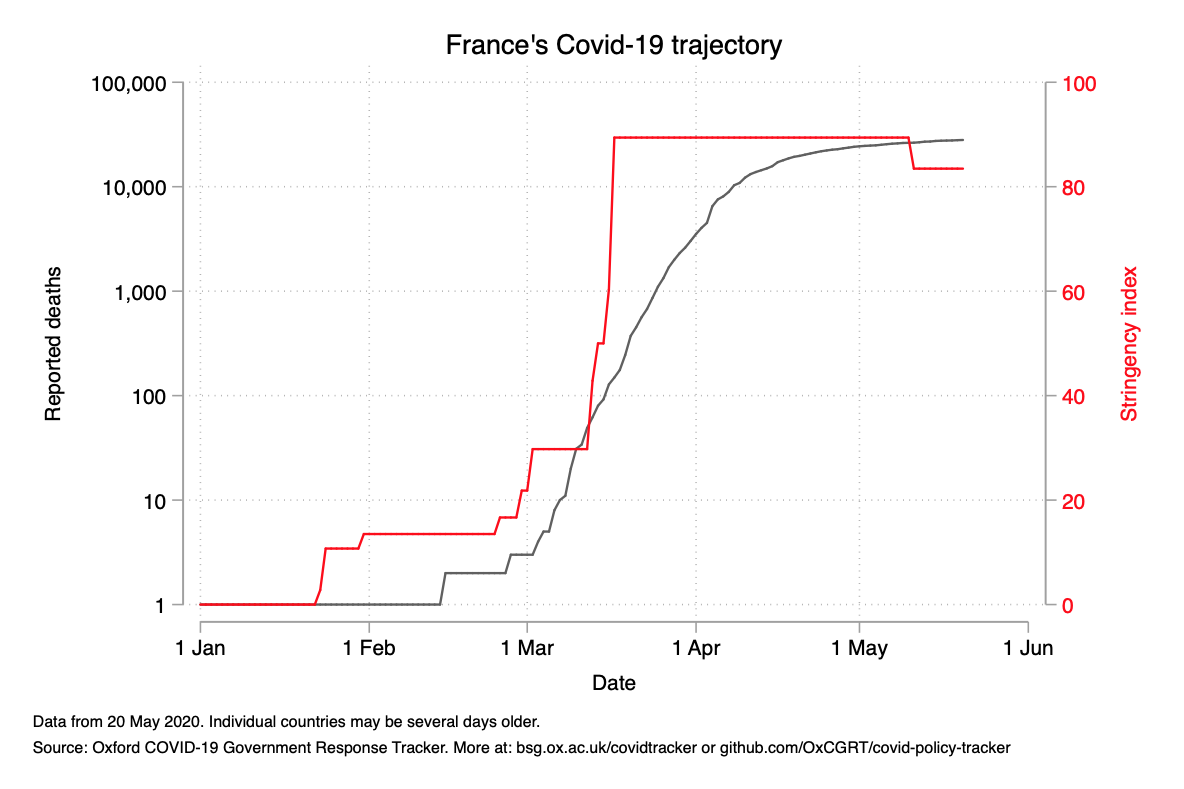 France's Covid-19 trajectory
100,000
10,000
1,000
100
10
1
Reported deaths
100
80
60
40
20
0
Stringency index
1 Jan 1 Feb 1 Mar 1 Apr 1 May 1 Jun
Date
Data from 20 May 2020. Individual countries may be several days older.
Source: Oxford COVID-19 Government Response Tracker. More at: bsg.ox.ac.uk/covidtracker or github.com/OxCGRT/covid-policy-tracker